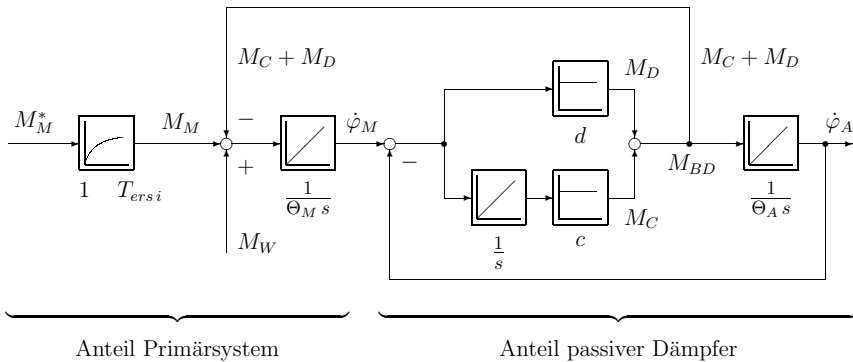 M_C + M_D
M_D
M_C + M_D
M_M^*
M_M
−
φ̇_M
φ̇_A
+
−
d
M_BD
1 T_ersi
1/(Θ_M s)
M_C
1/(Θ_A s)
M_W
1/s
c
Anteil Primärsystem
Anteil passiver Dämpfer